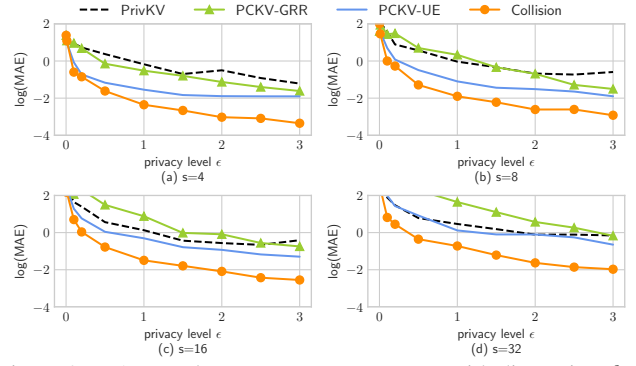 PrivKV PCKV-GRR PCKV-UE Collision
2
0
−2
−4
log(MAE)
0 1 2 3
privacy level ϵ
(a) s=4
2
0
−2
−4
log(MAE)
0 1 2 3
privacy level ϵ
(b) s=8
2
0
−2
−4
log(MAE)
0 1 2 3
privacy level ϵ
(c) s=16
2
0
−2
−4
log(MAE)
0 1 2 3
privacy level ϵ
(d) s=32